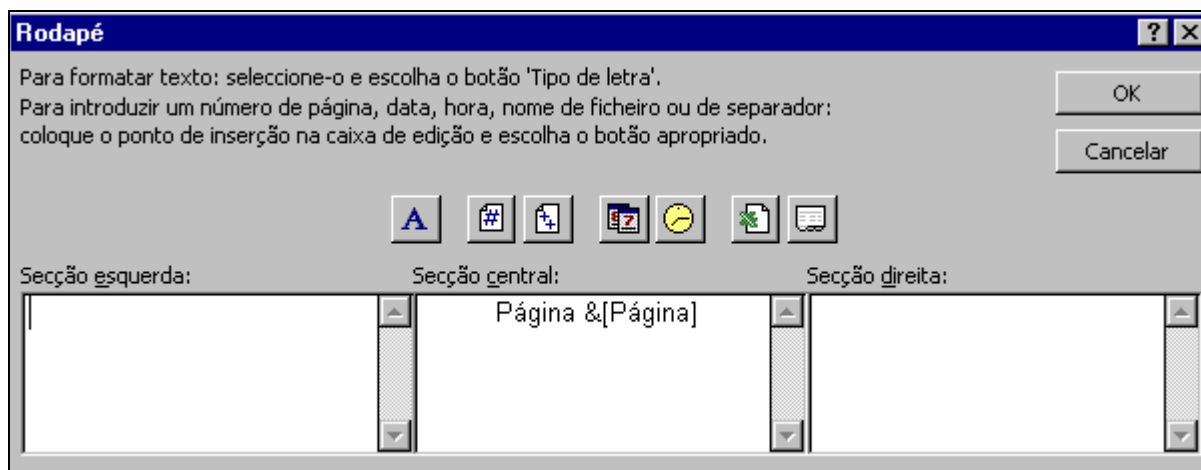 Rodapé
Para formatar texto: seleccione-o e escolha o botão 'Tipo de letra'.
Para introduzir um número de página, data, hora, nome de ficheiro ou de separador:
coloque o ponto de inserção na caixa de edição e escolha o botão apropriado.
OK
Cancelar
A
Secção esquerda:
Secção central:
Secção direita:
Página &[Página]